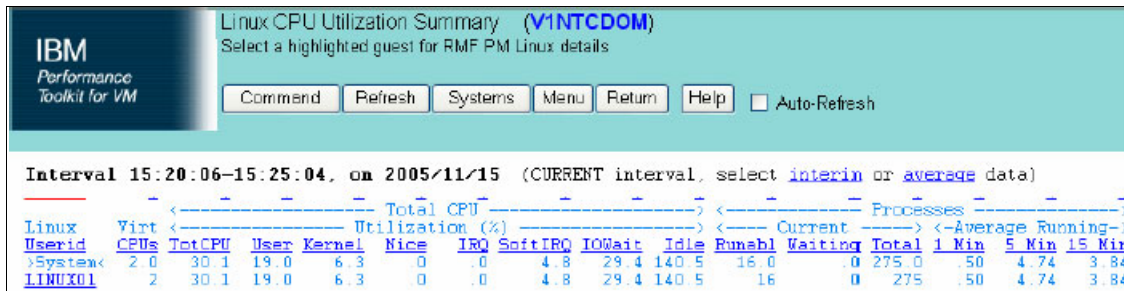 Linux CPU Utilization Summary (V1NTCDOM)
Select a highlighted guest for RMF PM Linux details
IBM
Performance
Toolkit for VM
Command Refresh Systems Menu Return Help Auto-Refresh
Interval 15:20:06-15:25:04, on 2005/11/15 (CURRENT interval, select interim or average data)
<------------------- Total CPU -------------------> <--------------- Processes ---------------
Linux Virt <------------------ Utilization (%) ------------------> <---- Current -----> <-Average Running-
Userid CPUs TotCPU User Kernel Nice IRQ SoftIRQ IOWait Idle Runabl Waiting Total 1 Min 5 Min 15 Min
>System< 2.0 30.1 19.0 6.3 .0 .0 4.8 29.4 140.5 16.0 .0 275.0 .50 4.74 3.84
LINUX01 2 30.1 19.0 6.3 .0 .0 4.8 29.4 140.5 16 0 275 .50 4.74 3.84